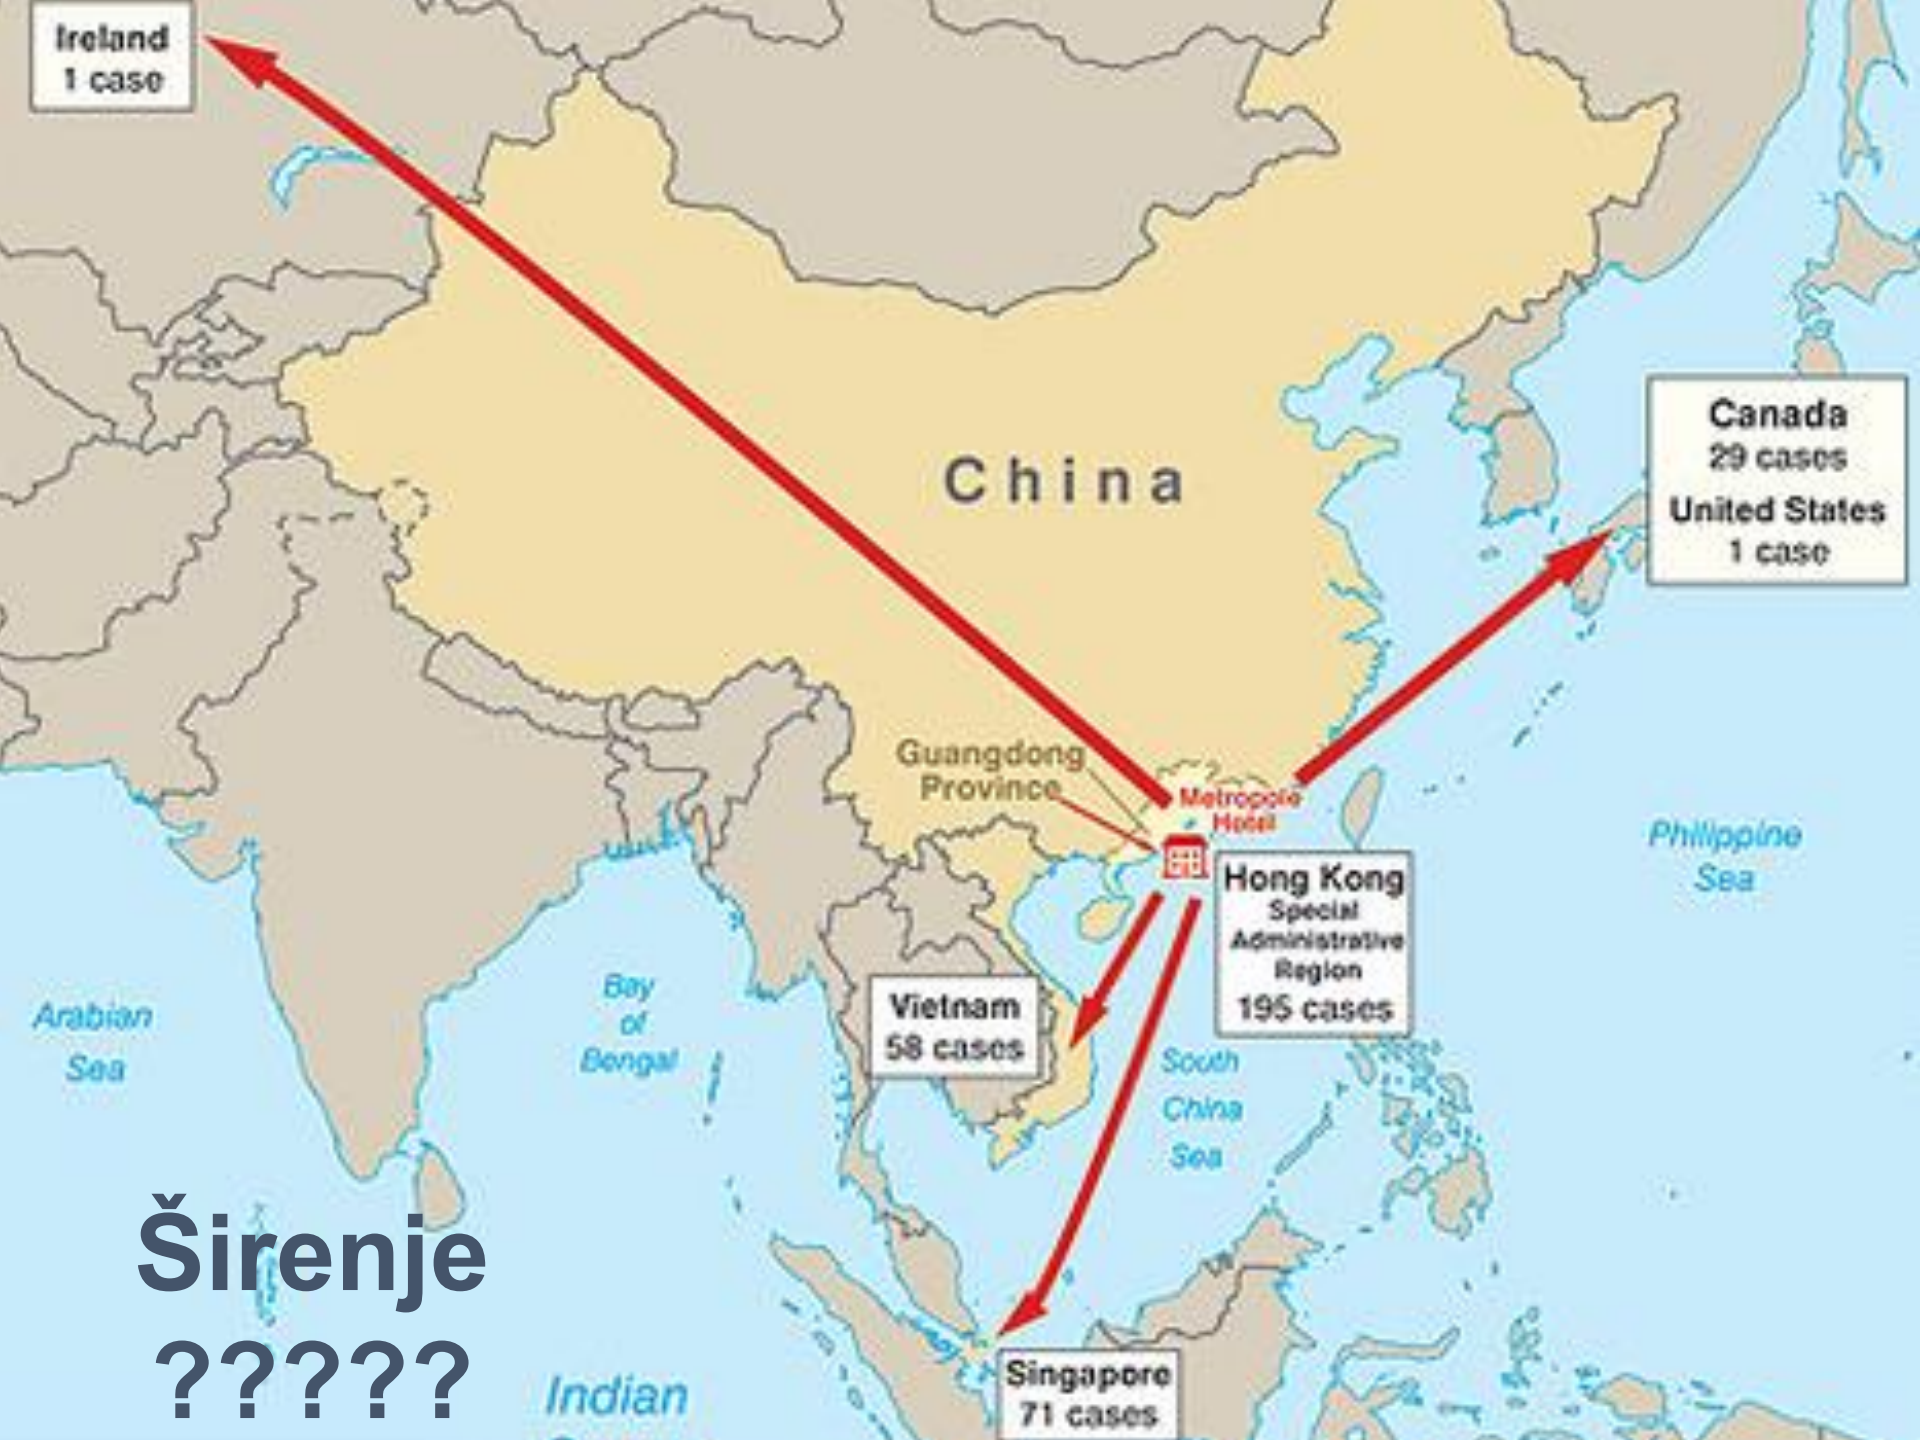 Ireland
1 case
China
Canada
29 cases
United States
1 case
Guangdong
Province
Metropole
Hotel
Hong Kong
Special
Administrative
Region
195 cases
Philippine
Sea
Vietnam
58 cases
Arabian
Sea
Bay
of
Bengal
South
China
Sea
Širenje
?????
Indian
Singapore
71 cases